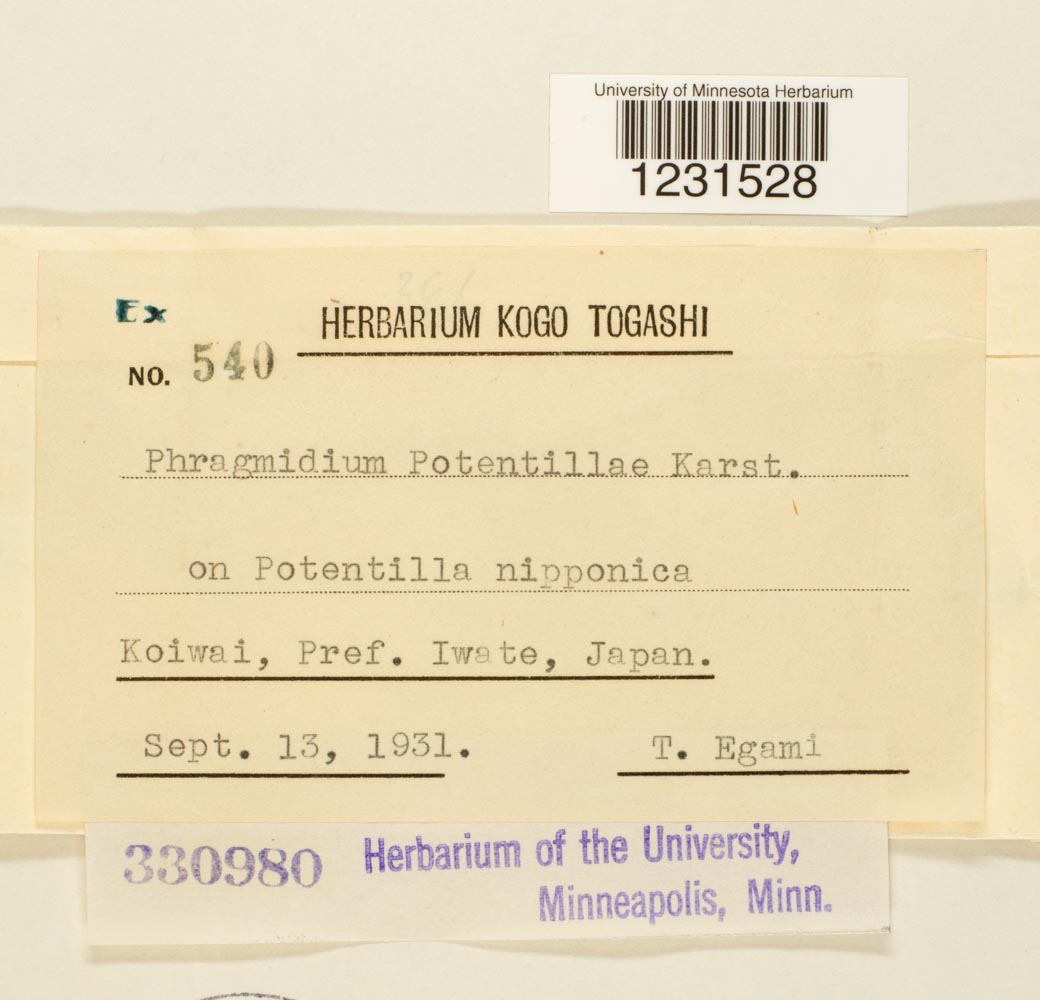 University of Minnesota Herbarium
1231528
Ex HERBARIUM KOGO TOGASHI
NO. 540
Phragmidium Potentillae Karst.
on Potentilla nipponica
Koiwai, Pref. Iwate, Japan.
Sept. 13, 1931. T. Egami
330980 Herbarium of the University,
Minneapolis, Minn.